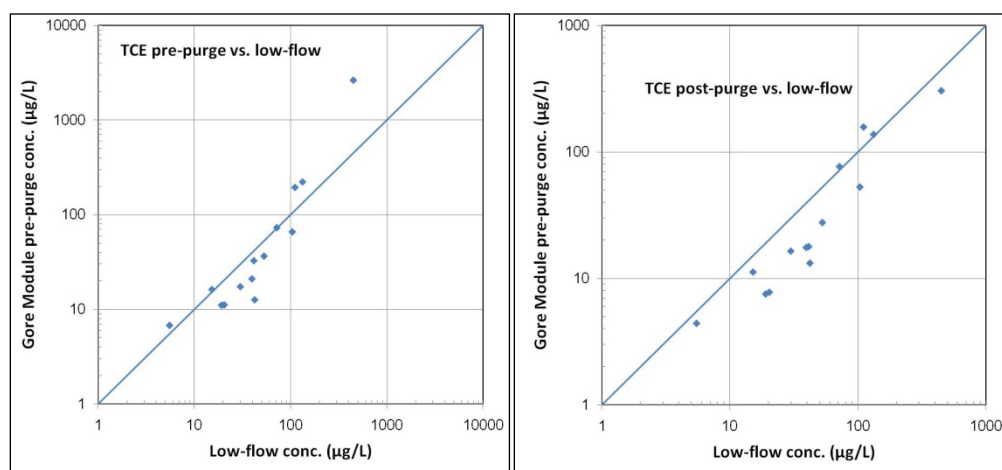 TCE pre-purge vs. low-flow
Gore Module pre-purge conc. (µg/L)
10000
1000
100
10
1
1 10 100 1000 10000
Low-flow conc. (µg/L)
TCE post-purge vs. low-flow
Gore Module pre-purge conc. (µg/L)
1000
100
10
1
1 10 100 1000
Low-flow conc. (µg/L)